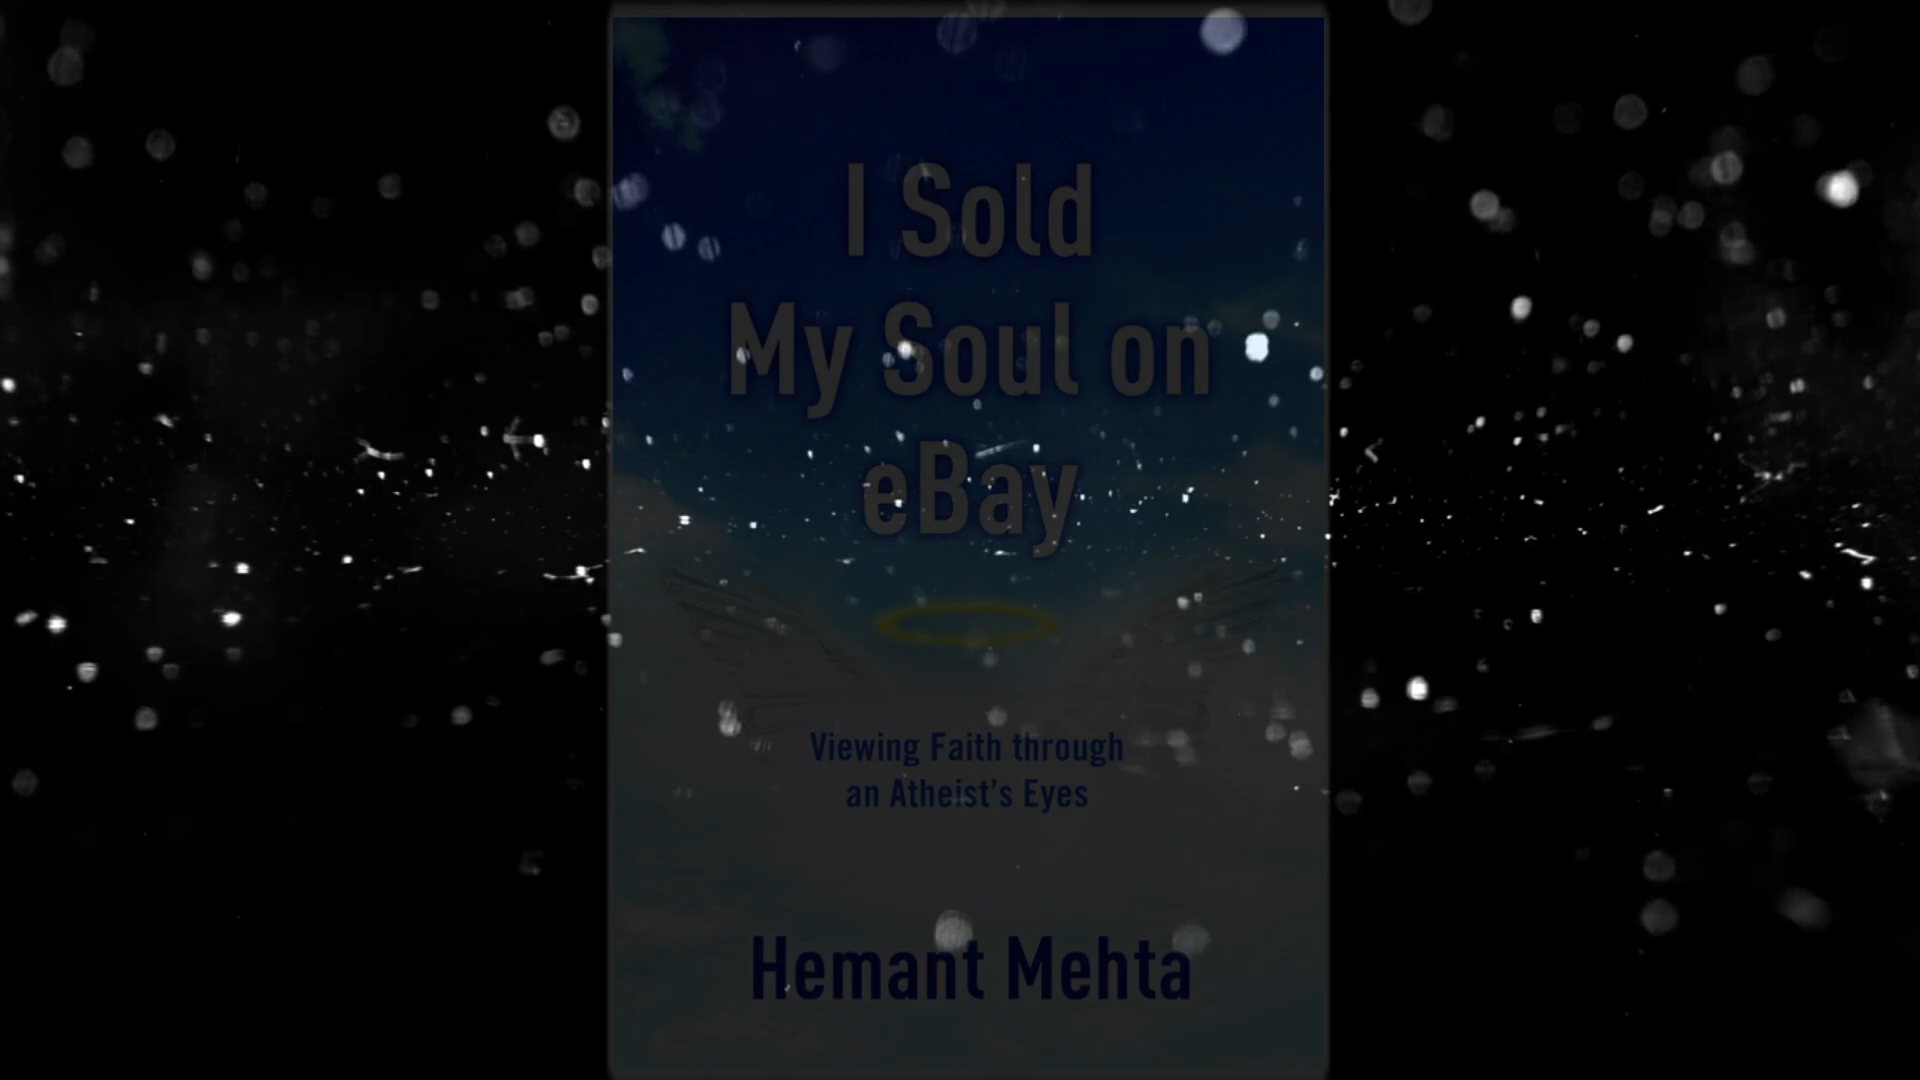 I Sold
My Soul on
eBay
Viewing Faith through
an Atheist’s Eyes
Hemant Mehta